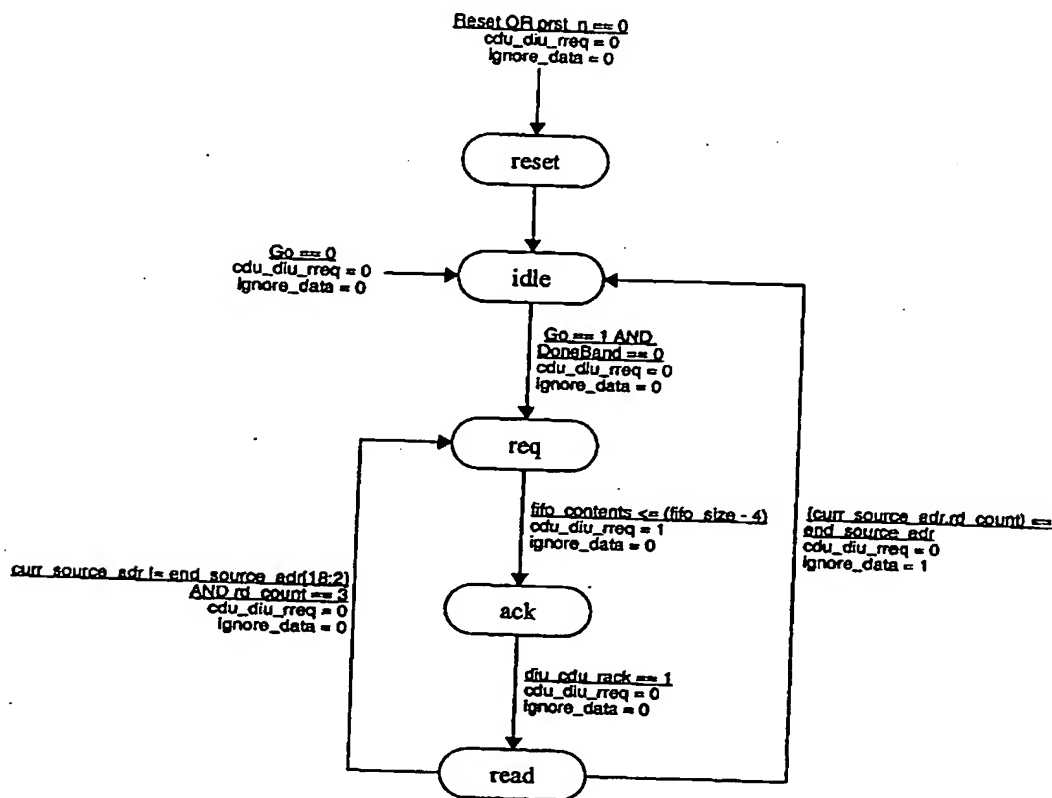 Reset OR prst_n == 0
cdu_diu_rreq = 0
ignore_data = 0
reset
Go == 0
cdu_diu_rreq = 0
ignore_data = 0
idle
Go == 1 AND
DoneBand == 0
cdu_diu_rreq = 0
ignore_data = 0
req
fifo_contents <= (fifo_size - 4)
cdu_diu_rreq = 1
ignore_data = 0
{curr_source_adr,rd_count} ==
end_source_adr
cdu_diu_rreq = 0
ignore_data = 1
curr_source_adr != end_source_adr[18:2]
AND rd_count == 3
cdu_diu_rreq = 0
ignore_data = 0
ack
diu_cdu_rack == 1
cdu_diu_rreq = 0
ignore_data = 0
read